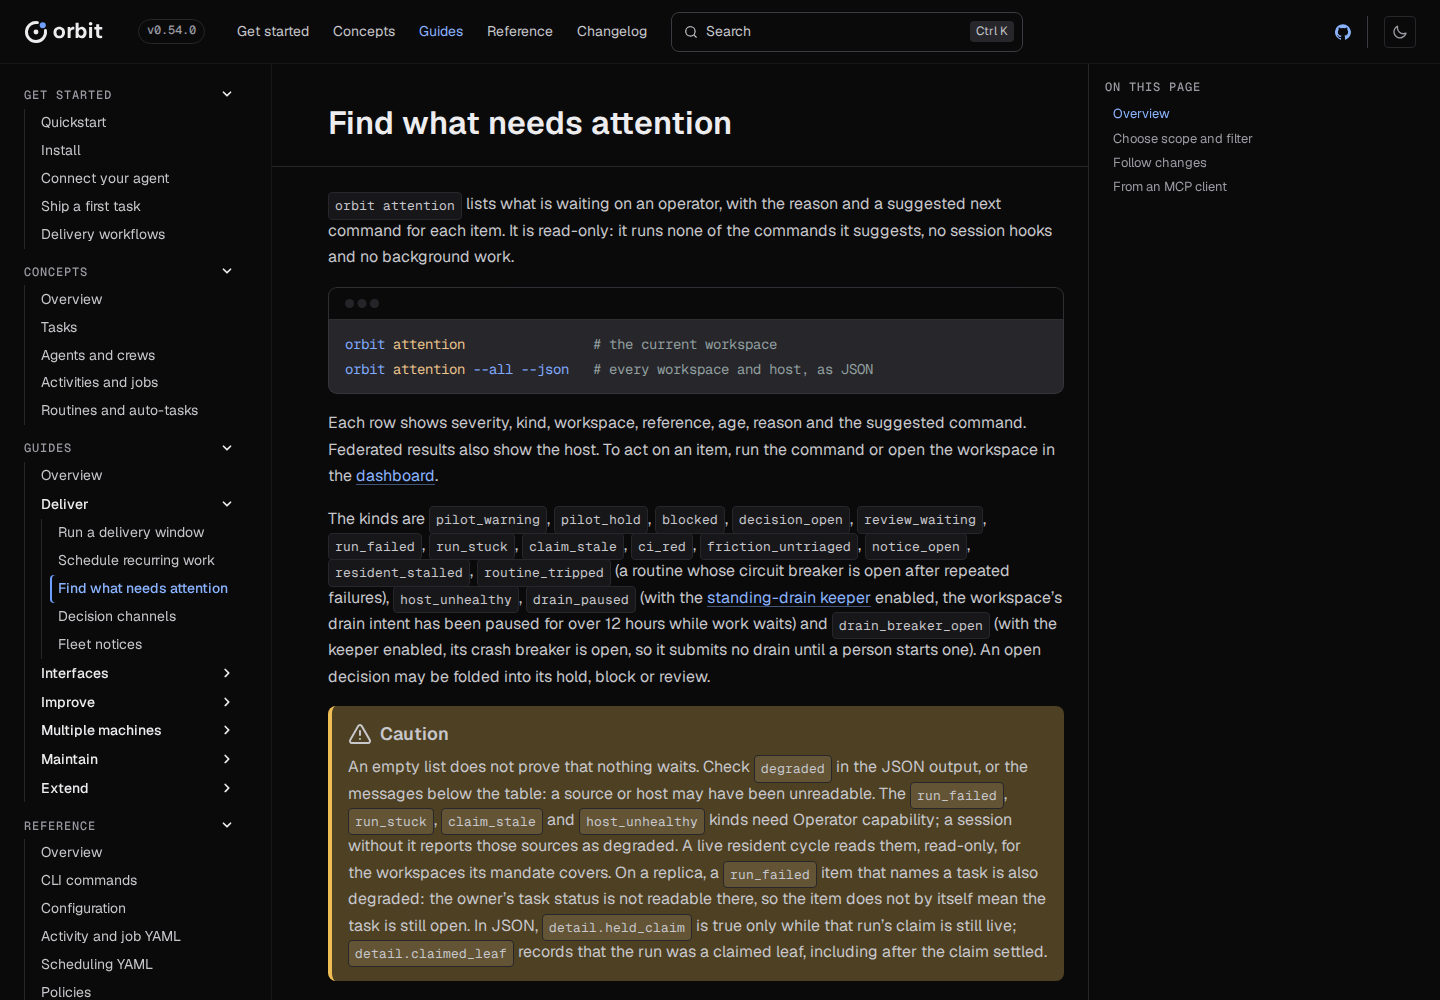 orbit
v0.54.0
Get started
Concepts
Guides
Reference
Changelog
Search
Ctrl K
GET STARTED
Quickstart
Install
Connect your agent
Ship a first task
Delivery workflows
CONCEPTS
Overview
Tasks
Agents and crews
Activities and jobs
Routines and auto-tasks
GUIDES
Overview
Deliver
Run a delivery window
Schedule recurring work
Find what needs attention
Decision channels
Fleet notices
Interfaces
Improve
Multiple machines
Maintain
Extend
REFERENCE
Overview
CLI commands
Configuration
Activity and job YAML
Scheduling YAML
Policies
Find what needs attention
orbit attention lists what is waiting on an operator, with the reason and a suggested next
command for each item. It is read-only: it runs none of the commands it suggests, no session hooks
and no background work.
orbit attention # the current workspace
orbit attention --all --json # every workspace and host, as JSON
Each row shows severity, kind, workspace, reference, age, reason and the suggested command.
Federated results also show the host. To act on an item, run the command or open the workspace in
the dashboard.
The kinds are pilot_warning, pilot_hold, blocked, decision_open, review_waiting,
run_failed, run_stuck, claim_stale, ci_red, friction_untriaged, notice_open,
resident_stalled, routine_tripped (a routine whose circuit breaker is open after repeated
failures), host_unhealthy, drain_paused (with the standing-drain keeper enabled, the workspace’s
drain intent has been paused for over 12 hours while work waits) and drain_breaker_open (with the
keeper enabled, its crash breaker is open, so it submits no drain until a person starts one). An open
decision may be folded into its hold, block or review.
Caution
An empty list does not prove that nothing waits. Check degraded in the JSON output, or the
messages below the table: a source or host may have been unreadable. The run_failed,
run_stuck, claim_stale and host_unhealthy kinds need Operator capability; a session
without it reports those sources as degraded. A live resident cycle reads them, read-only, for
the workspaces its mandate covers. On a replica, a run_failed item that names a task is also
degraded: the owner’s task status is not readable there, so the item does not by itself mean the
task is still open. In JSON, detail.held_claim is true only while that run’s claim is still live;
detail.claimed_leaf records that the run was a claimed leaf, including after the claim settled.
ON THIS PAGE
Overview
Choose scope and filter
Follow changes
From an MCP client